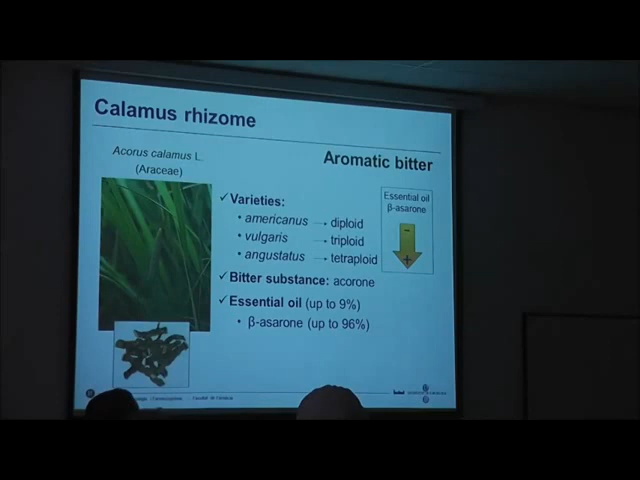 Calamus rhizome
Acorus calamus L.
(Araceae)
Aromatic bitter
✓Varieties:
• americanus → diploid
• vulgaris → triploid
• angustatus → tetraploid
Essential oil
β-asarone
-
+
✓Bitter substance: acorone
✓Essential oil (up to 9%)
• β-asarone (up to 96%)